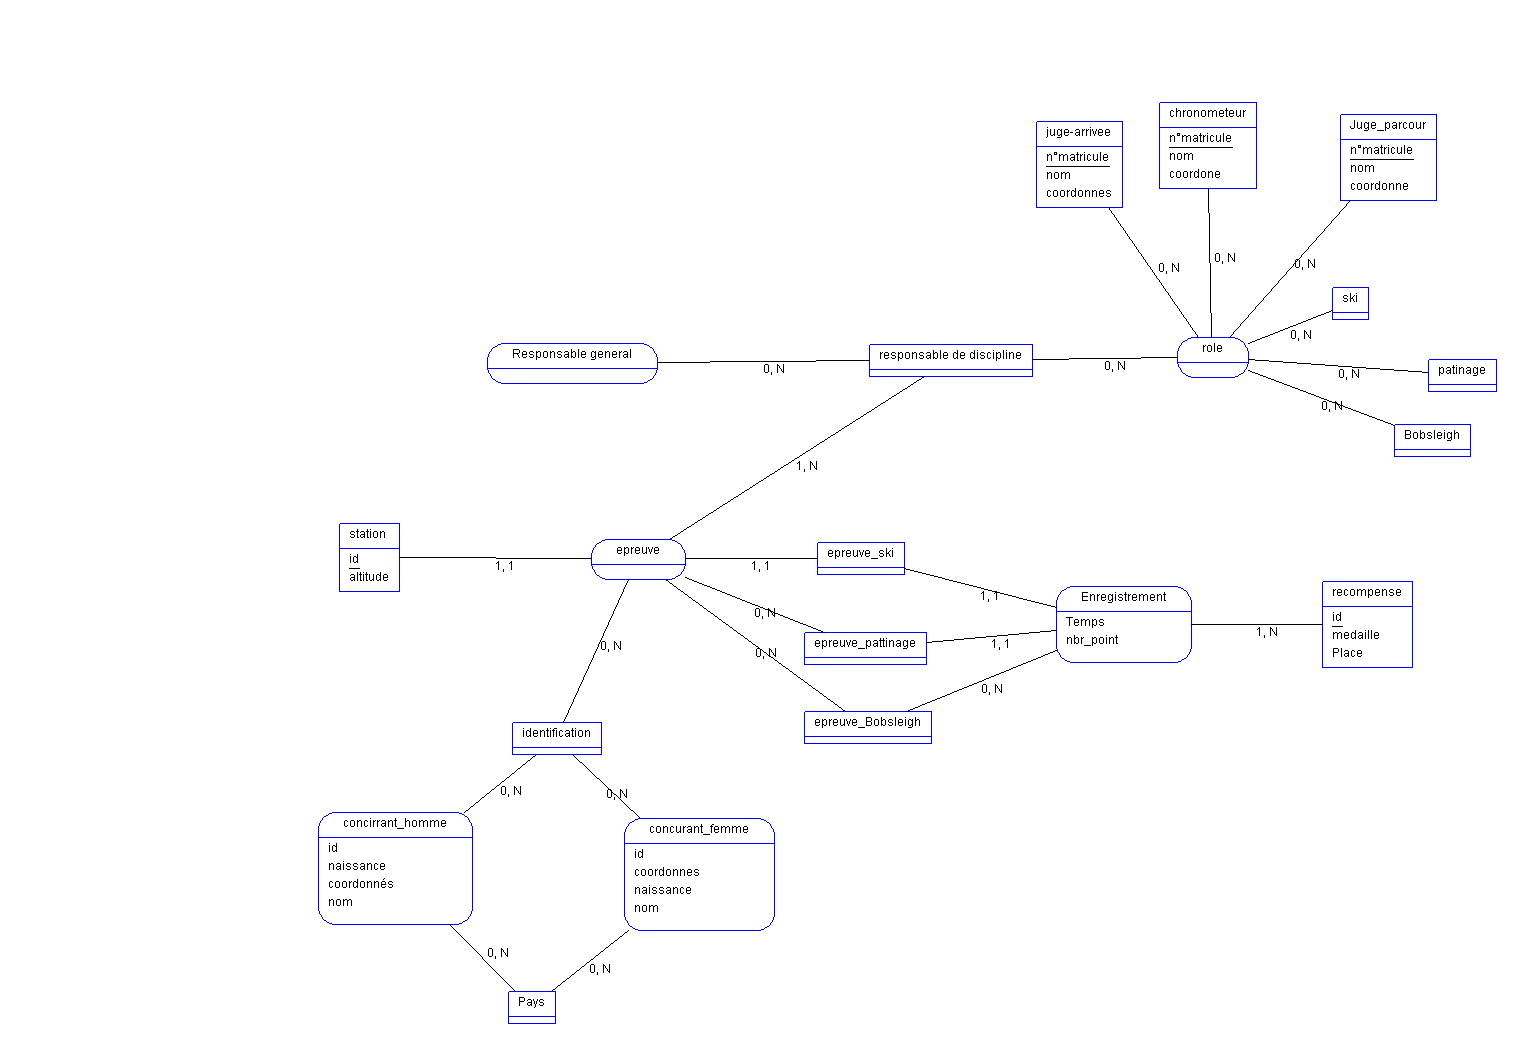 chronometeur
n°matricule
nom
coordone
juge-arrivee
n°matricule
nom
coordonnes
Juge_parcour
n°matricule
nom
coordonne
0, N
0, N
0, N
ski
0, N
role
Responsable general
0, N
responsable de discipline
0, N
patinage
0, N
Bobsleigh
0, N
1, N
station
id
altitude
1, 1
epreuve
1, 1
epreuve_ski
1, 1
Enregistrement
Temps
nbr_point
1, N
recompense
id
medaille
Place
0, N
epreuve_pattinage
1, 1
0, N
0, N
epreuve_Bobsleigh
0, N
identification
0, N
0, N
concirrant_homme
id
naissance
coordonnés
nom
concurant_femme
id
coordonnes
naissance
nom
0, N
0, N
Pays